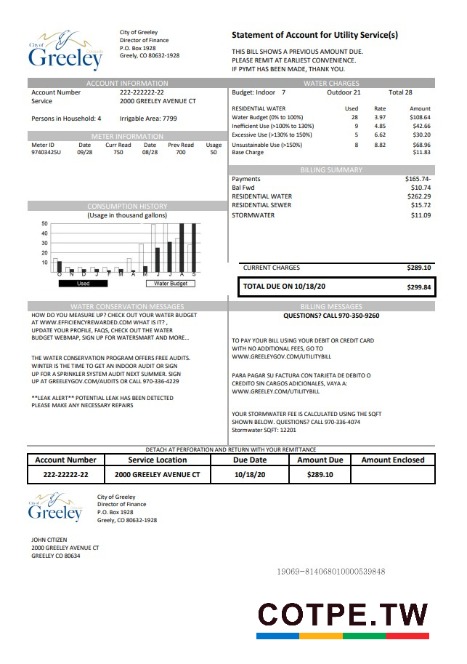 City of
Greeley
City of Greeley
Director of Finance
P.O. Box 1928
Greely, CO 80632-1928
Statement of Account for Utility Service(s)
THIS BILL SHOWS A PREVIOUS AMOUNT DUE.
PLEASE REMIT AT EARLIEST CONVENIENCE.
IF PYMT HAS BEEN MADE, THANK YOU.
ACCOUNT INFORMATION
Account Number 222-222222-22
Service 2000 GREELEY AVENUE CT
Persons in Household: 4 Irrigable Area: 7799
METER INFORMATION
Meter ID Date Curr Read Date Prev Read Usage
97403425U 09/28 750 08/28 700 50
CONSUMPTION HISTORY
(Usage in thousand gallons)
50
40
30
20
10
O N D J F M A M J J A S
Used Water Budget
WATER CHARGES
Budget: Indoor 7 Outdoor 21 Total 28
RESIDENTIAL WATER Used Rate Amount
Water Budget (0% to 100%) 28 3.97 $108.64
Inefficient Use (>100% to 130%) 9 4.85 $42.66
Excessive Use (>130% to 150%) 5 6.62 $30.20
Unsustainable Use (>150%) 8 8.82 $68.96
Base Charge $11.83
BILLING SUMMARY
Payments $165.74-
Bal Fwd $10.74
RESIDENTIAL WATER $262.29
RESIDENTIAL SEWER $15.72
STORMWATER $11.09
CURRENT CHARGES $289.10
TOTAL DUE ON 10/18/20 $299.84
WATER CONSERVATION MESSAGES
HOW DO YOU MEASURE UP? CHECK OUT YOUR WATER BUDGET
AT WWW.EFFICIENCYREWARDED.COM WHAT IS IT? ,
UPDATE YOUR PROFILE, FAQS, CHECK OUT THE WATER
BUDGET WEBMAP, SIGN UP FOR WATERSMART AND MORE...
THE WATER CONSERVATION PROGRAM OFFERS FREE AUDITS.
WINTER IS THE TIME TO GET AN INDOOR AUDIT OR SIGN
UP FOR A SPRINKLER SYSTEM AUDIT NEXT SUMMER. SIGN
UP AT GREELEYGOV.COM/AUDITS OR CALL 970-336-4229
**LEAK ALERT** POTENTIAL LEAK HAS BEEN DETECTED
PLEASE MAKE ANY NECESSARY REPAIRS
BILLING MESSAGES
QUESTIONS? CALL 970-350-9260
TO PAY YOUR BILL USING YOUR DEBIT OR CREDIT CARD
WITH NO ADDITIONAL FEES, GO TO
WWW.GREELEYGOV.COM/UTILITYBILL
PARA PAGAR SU FACTURA CON TARJETA DE DEBITO O
CREDITO SIN CARGOS ADICIONALES, VAYA A:
WWW.GREELEYGOV.COM/UTILITYBILL
YOUR STORMWATER FEE IS CALCULATED USING THE SQFT
SHOWN BELOW. QUESTIONS? CALL 970-336-4074
Stormwater SQFT: 12201
DETACH AT PERFORATION AND RETURN WITH YOUR REMITTANCE
Account Number Service Location Due Date Amount Due Amount Enclosed
222-22222-22 2000 GREELEY AVENUE CT 10/18/20 $289.10
City of
Greeley
City of Greeley
Director of Finance
P.O. Box 1928
Greely, CO 80632-1928
JOHN CITIZEN
2000 GREELEY AVENUE CT
GREELEY CO 80634
19069-814068010000539848
COTPE.TW